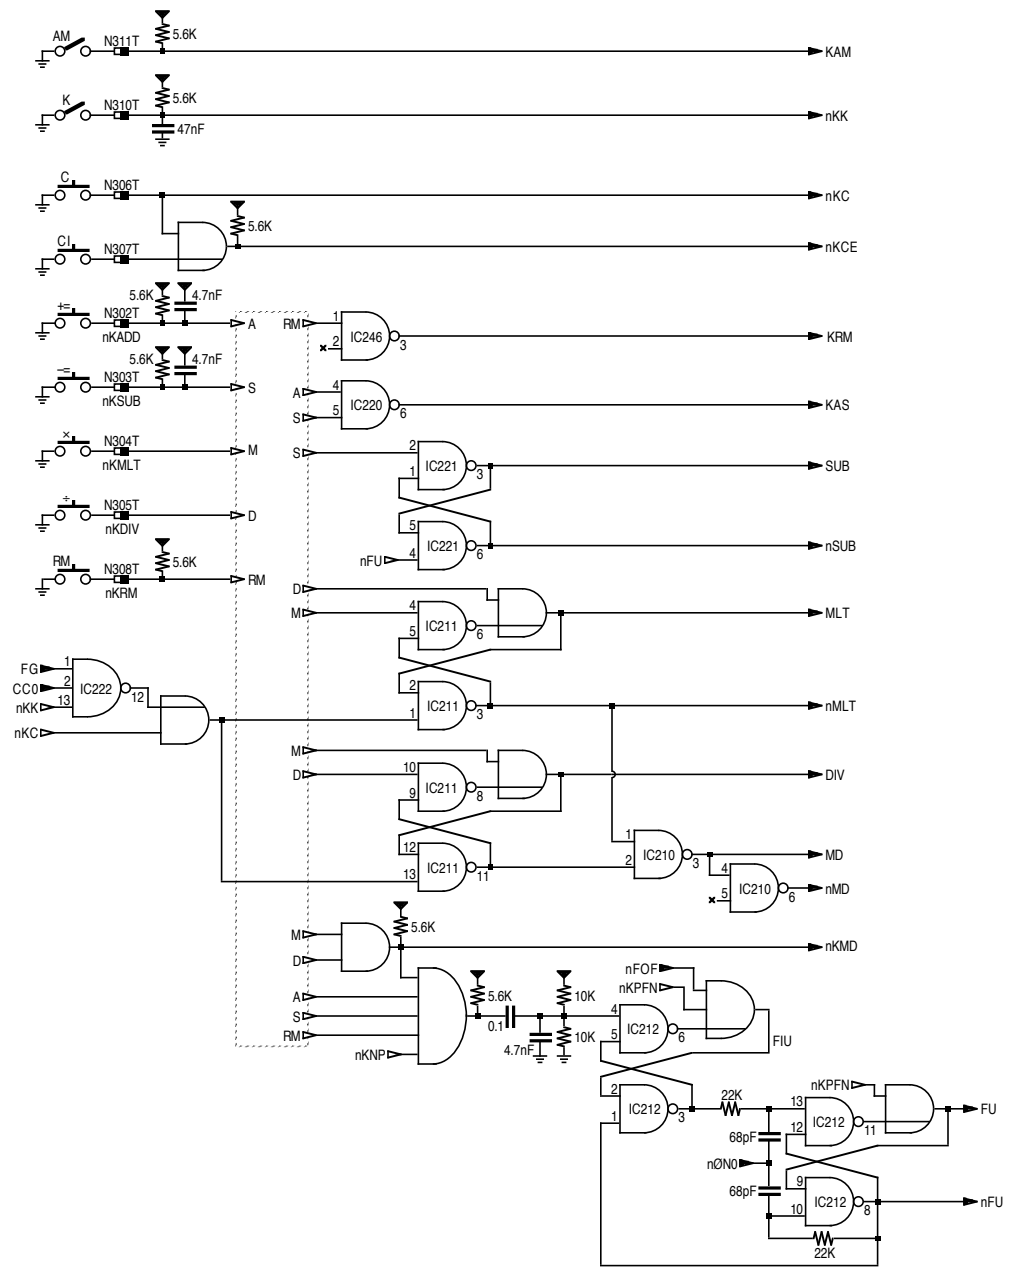 AM N311T 5.6K KAM
K N310T 5.6K 47nF nKK
C N306T nKC
CI N307T 5.6K nKCE
+= N302T nKADD 5.6K 4.7nF A
RM 1 2 IC246 3 KRM
–= N303T nKSUB 5.6K 4.7nF S
A 4 S 5 IC220 6 KAS
× N304T nKMLT M
S 2 1 IC221 3 SUB
÷ N305T nKDIV D
5 nFU 4 IC221 6 nSUB
RM N308T nKRM 5.6K RM
D M 4 5 IC211 6 MLT
FG 1 CC0 2 nKK 13 IC222 12
nKC
2 1 IC211 3 nMLT
M D 10 9 IC211 8 DIV
12 13 IC211 11
1 2 IC210 3 MD
4 5 IC210 6 nMD
M D 5.6K nKMD
A S RM nKNP
5.6K 0.1 4.7nF 10K 10K
nFOF nKPFN 4 5 IC212 6 FIU
2 1 IC212 3 22K
nKPFN 13 12 IC212 11 FU
68pF nØN0 68pF
9 10 IC212 8 nFU
22K